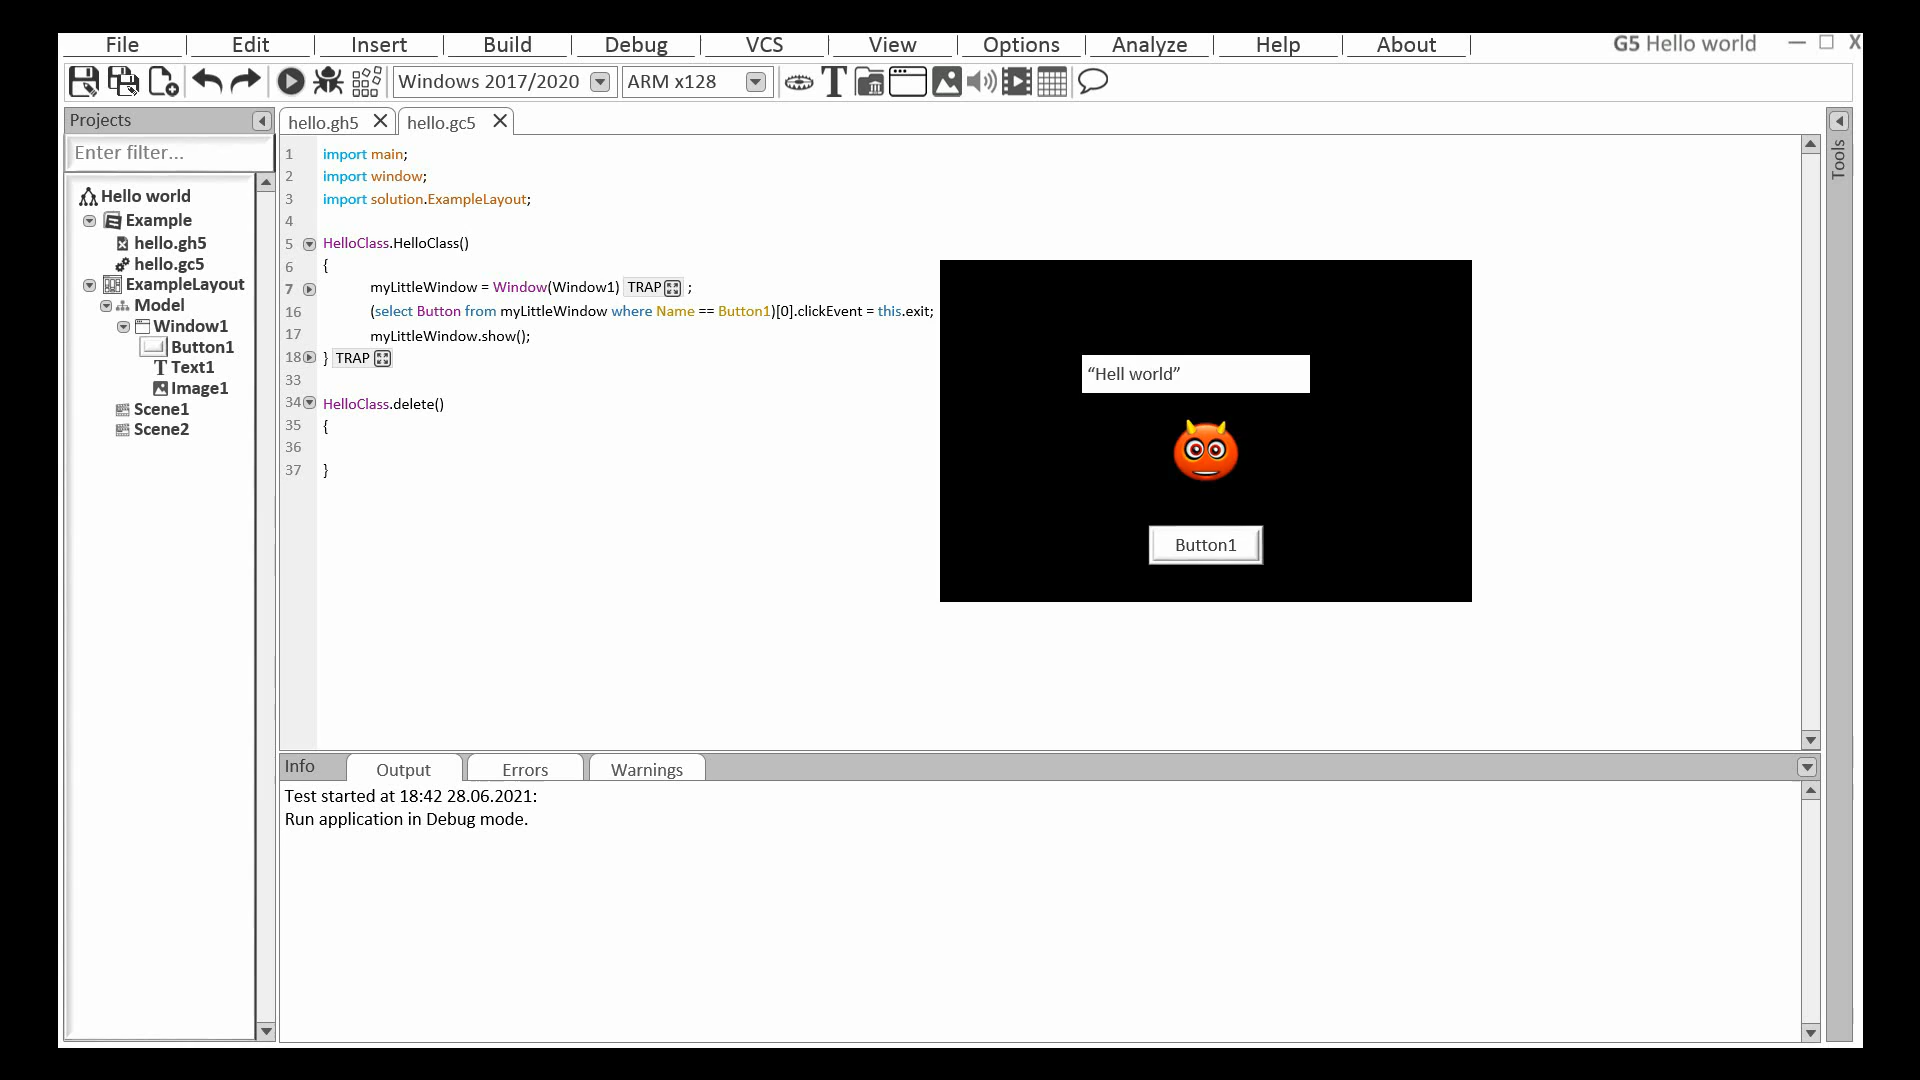 File Edit Insert Build Debug VCS View Options Analyze Help About G5 Hello world
Windows 2017/2020 ARM x128
Projects
Enter filter...
Hello world
Example
hello.gh5
hello.gc5
ExampleLayout
Model
Window1
Button1
Text1
Image1
Scene1
Scene2
hello.gh5 hello.gc5
1 import main;
2 import window;
3 import solution.ExampleLayout;
4
5 HelloClass.HelloClass()
6 {
7 myLittleWindow = Window(Window1) TRAP ;
16 (select Button from myLittleWindow where Name == Button1)[0].clickEvent = this.exit;
17 myLittleWindow.show();
18 } TRAP
33
34 HelloClass.delete()
35 {
36
37 }
“Hell world”
Button1
Tools
Info Output Errors Warnings
Test started at 18:42 28.06.2021:
Run application in Debug mode.